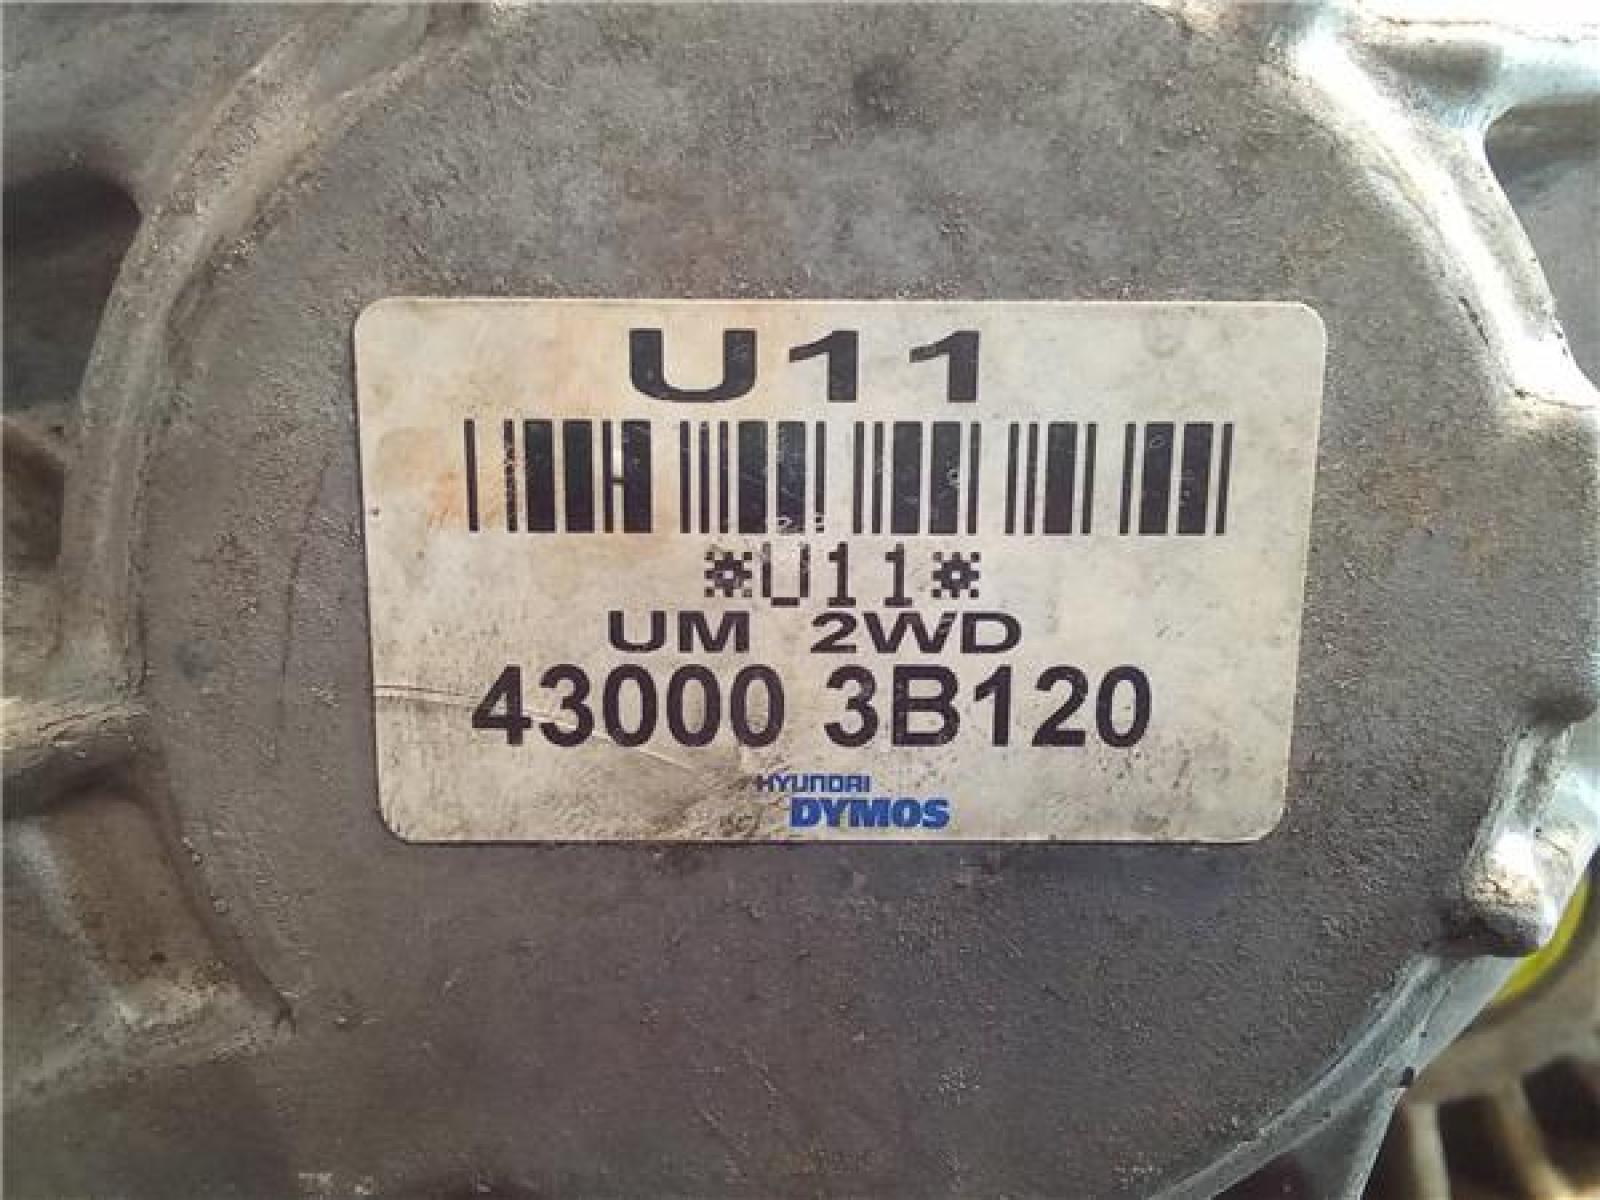 U11
*U11*
UM 2WD
43000 3B120
HYUNDAI
DYMOS